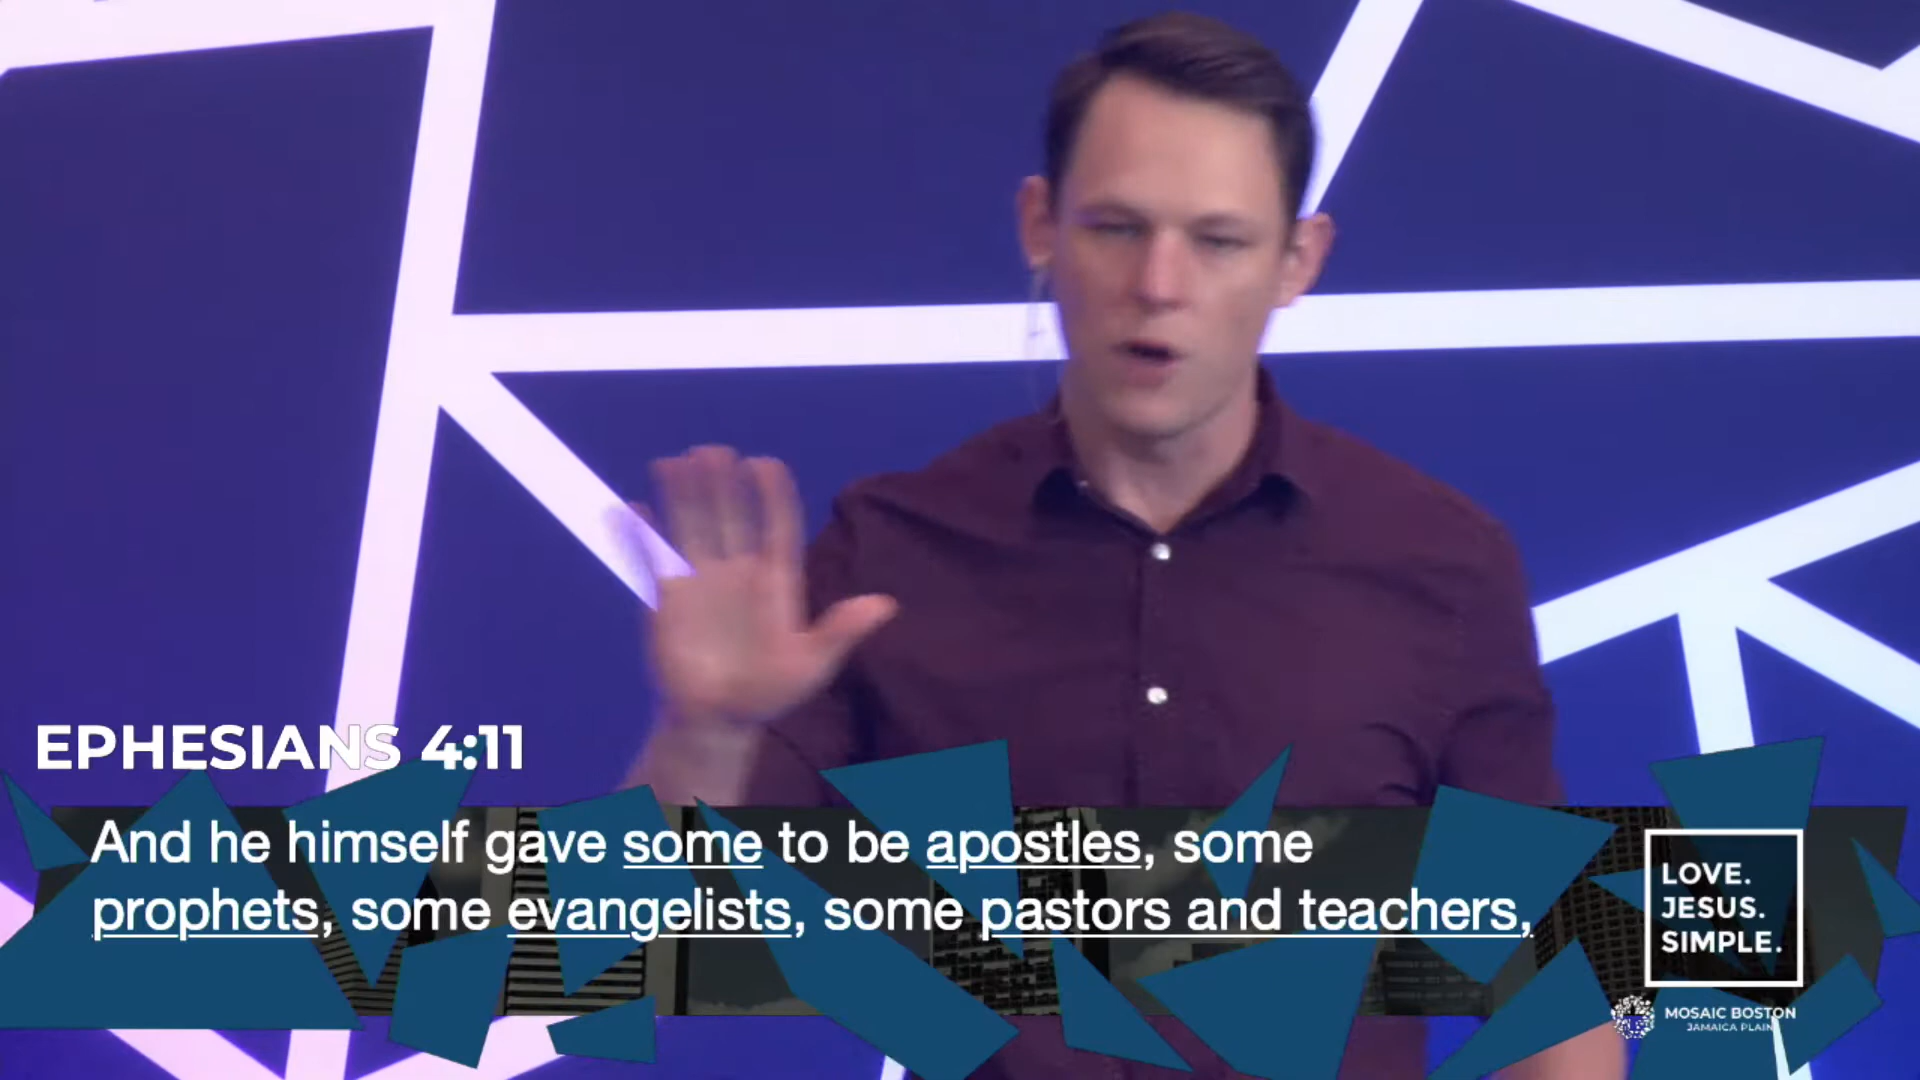 EPHESIANS 4:11
And he himself gave some to be apostles, some
prophets, some evangelists, some pastors and teachers,
LOVE.
JESUS.
SIMPLE.
MOSAIC BOSTON
JAMAICA PLAIN